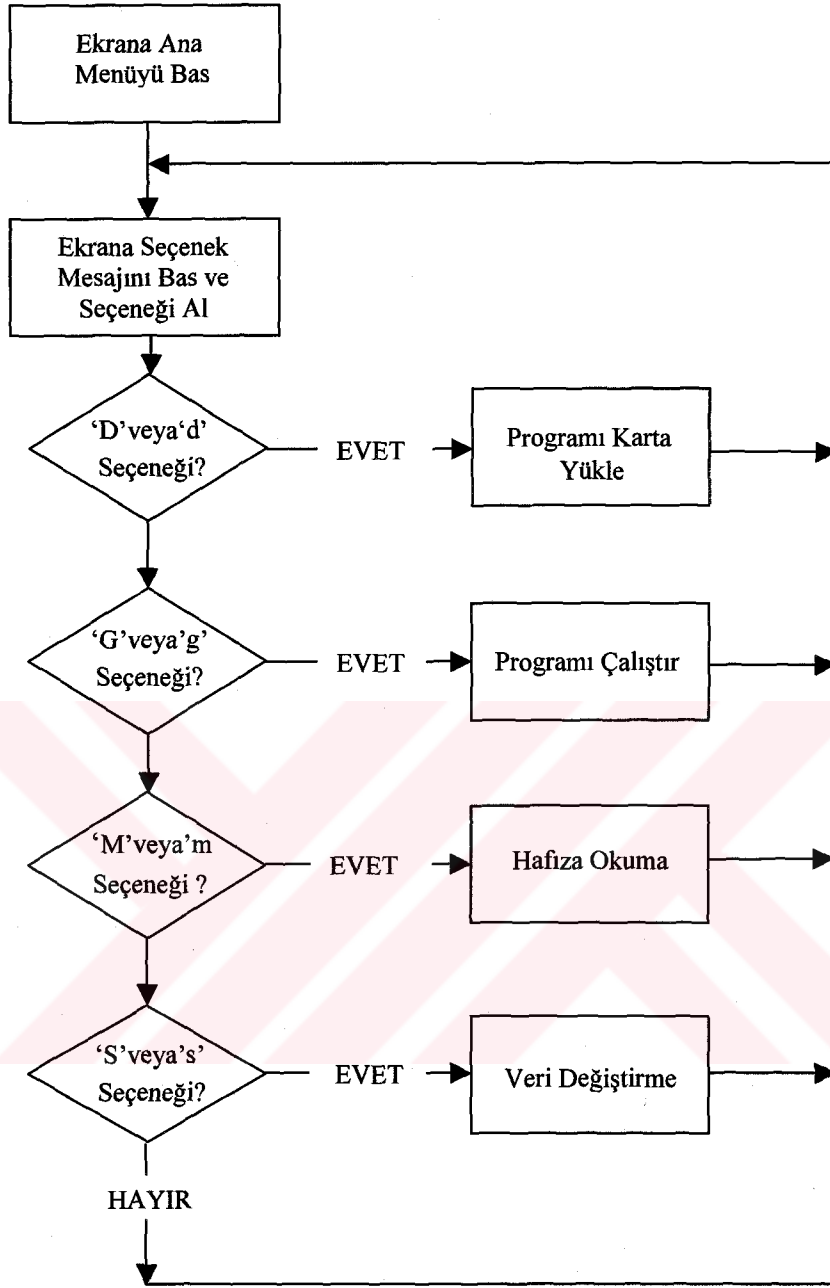 Ekrana Ana
Menüyü Bas
Ekrana Seçenek
Mesajını Bas ve
Seçeneği Al
‘D’veya‘d’
Seçeneği?
EVET
Programı Karta
Yükle
‘G’veya’g’
Seçeneği?
EVET
Programı Çalıştır
‘M’veya’m
Seçeneği ?
EVET
Hafıza Okuma
‘S’veya’s’
Seçeneği?
EVET
Veri Değiştirme
HAYIR